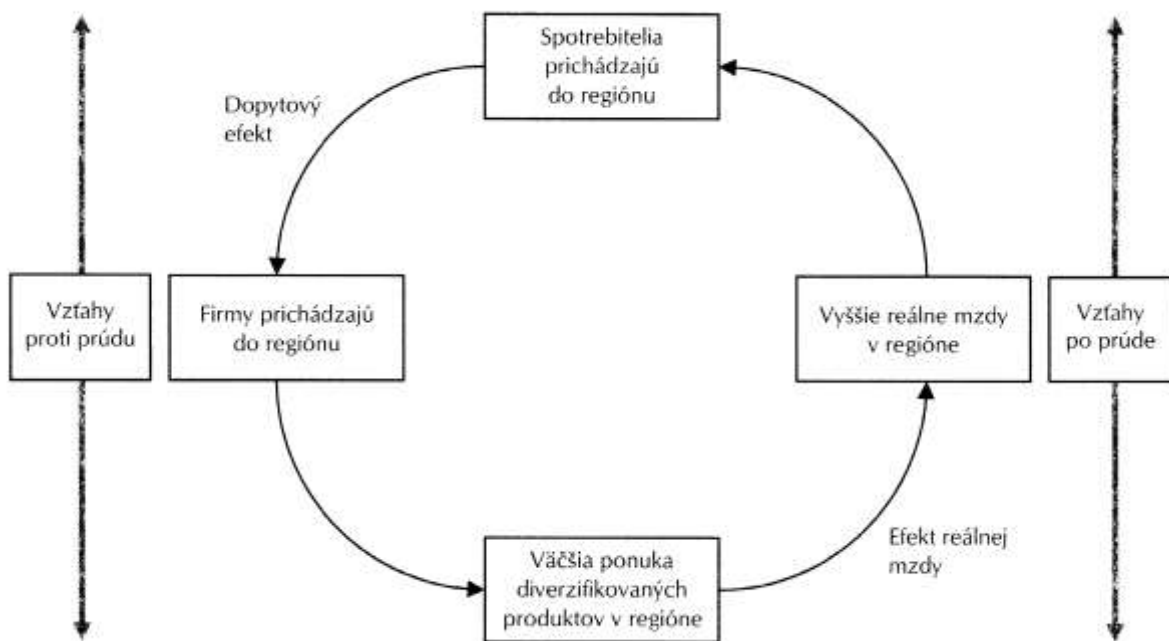 Spotrebitelia
prichádzajú
do regiónu
Dopytový
efekt
Vzťahy
proti prúdu
Firmy prichádzajú
do regiónu
Vyššie reálne mzdy
v regióne
Vzťahy
po prúde
Efekt reálnej
mzdy
Väčšia ponuka
diverzifikovaných
produktov v regióne